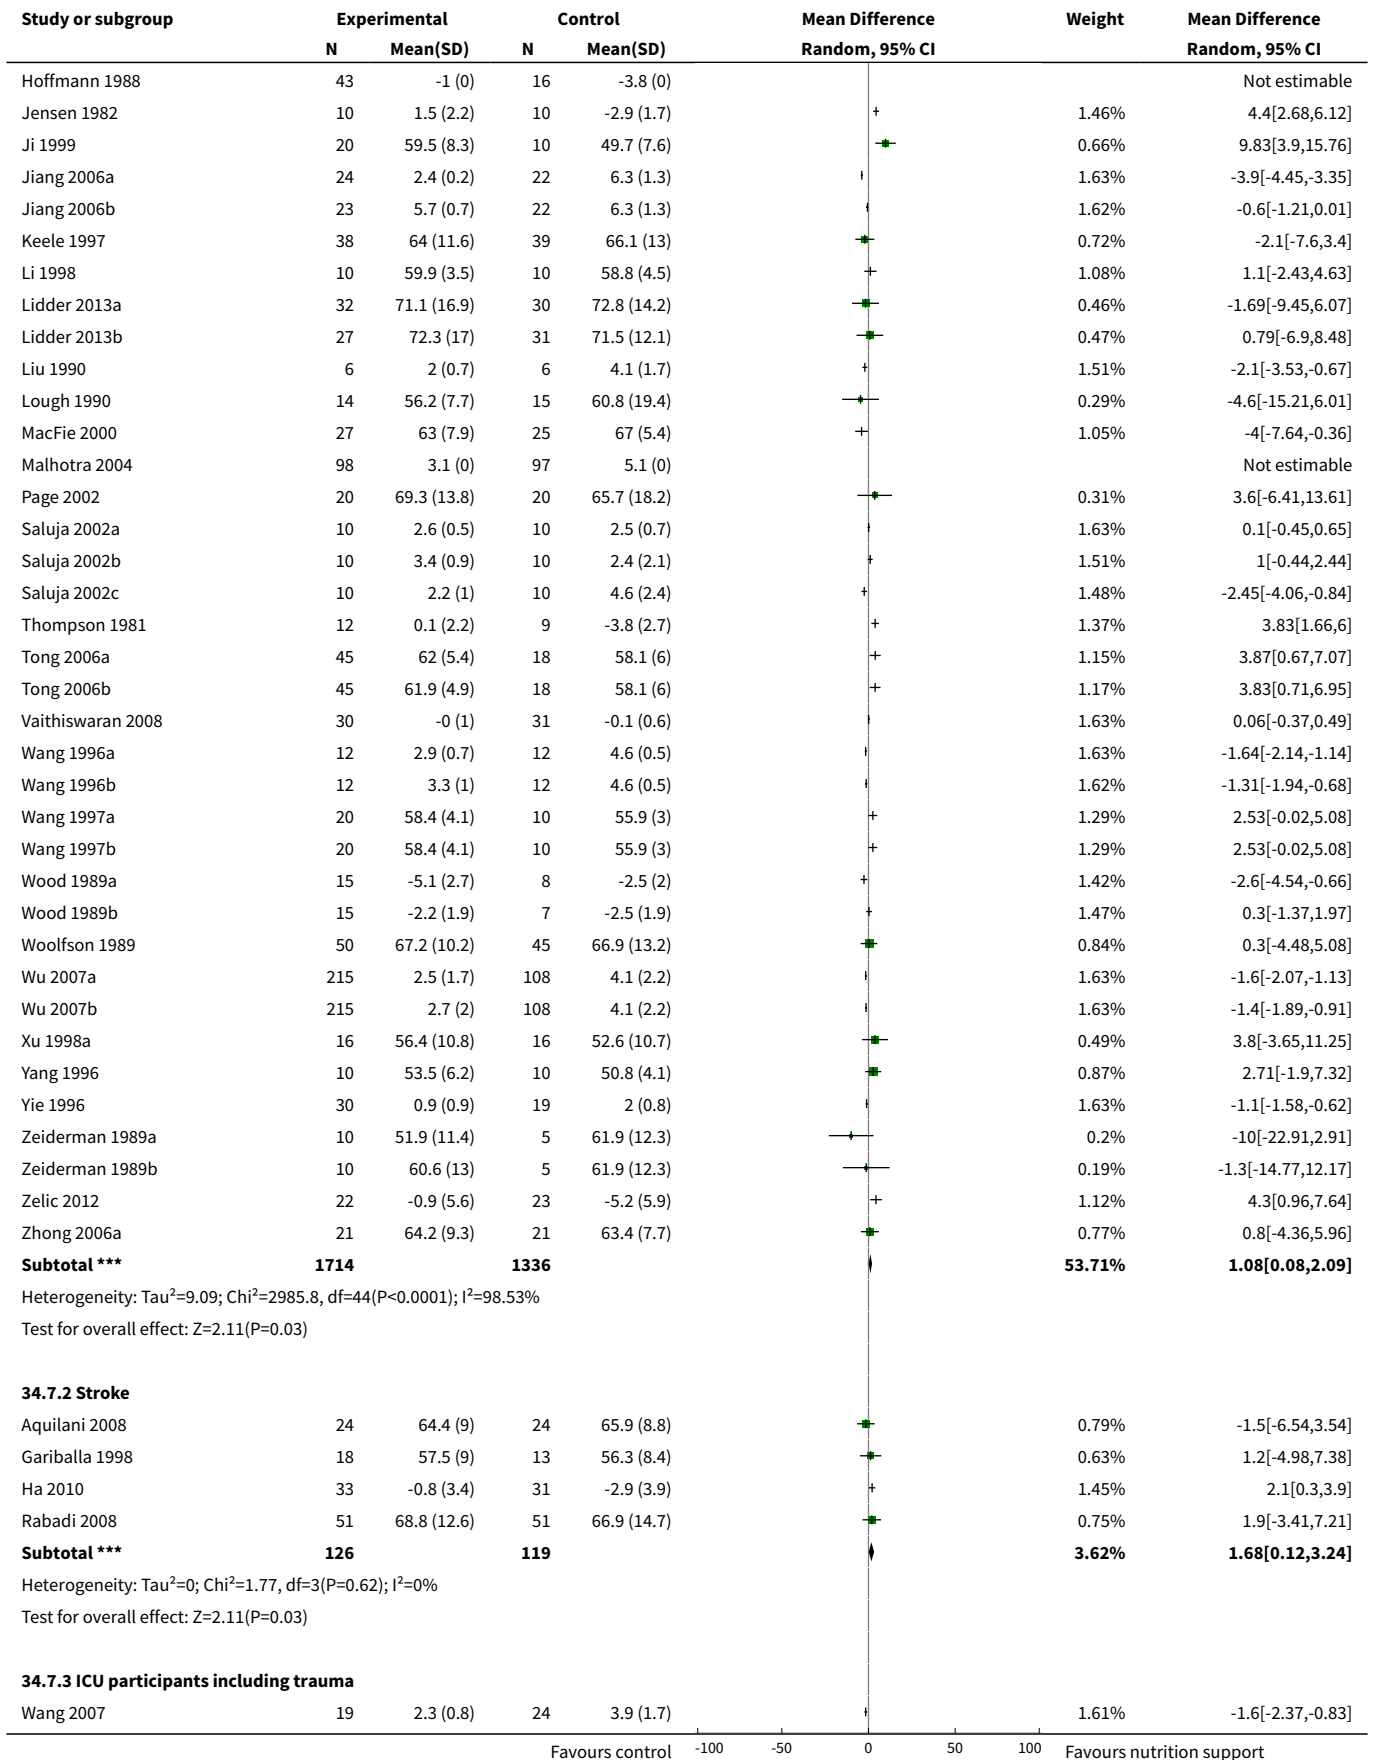 Study or subgroup Experimental Control Mean Difference Weight Mean Difference
N Mean(SD) N Mean(SD) Random, 95% CI Random, 95% CI
Hoffmann 1988 43 -1 (0) 16 -3.8 (0) Not estimable
Jensen 1982 10 1.5 (2.2) 10 -2.9 (1.7) 1.46% 4.4[2.68,6.12]
Ji 1999 20 59.5 (8.3) 10 49.7 (7.6) 0.66% 9.83[3.9,15.76]
Jiang 2006a 24 2.4 (0.2) 22 6.3 (1.3) 1.63% -3.9[-4.45,-3.35]
Jiang 2006b 23 5.7 (0.7) 22 6.3 (1.3) 1.62% -0.6[-1.21,0.01]
Keele 1997 38 64 (11.6) 39 66.1 (13) 0.72% -2.1[-7.6,3.4]
Li 1998 10 59.9 (3.5) 10 58.8 (4.5) 1.08% 1.1[-2.43,4.63]
Lidder 2013a 32 71.1 (16.9) 30 72.8 (14.2) 0.46% -1.69[-9.45,6.07]
Lidder 2013b 27 72.3 (17) 31 71.5 (12.1) 0.47% 0.79[-6.9,8.48]
Liu 1990 6 2 (0.7) 6 4.1 (1.7) 1.51% -2.1[-3.53,-0.67]
Lough 1990 14 56.2 (7.7) 15 60.8 (19.4) 0.29% -4.6[-15.21,6.01]
MacFie 2000 27 63 (7.9) 25 67 (5.4) 1.05% -4[-7.64,-0.36]
Malhotra 2004 98 3.1 (0) 97 5.1 (0) Not estimable
Page 2002 20 69.3 (13.8) 20 65.7 (18.2) 0.31% 3.6[-6.41,13.61]
Saluja 2002a 10 2.6 (0.5) 10 2.5 (0.7) 1.63% 0.1[-0.45,0.65]
Saluja 2002b 10 3.4 (0.9) 10 2.4 (2.1) 1.51% 1[-0.44,2.44]
Saluja 2002c 10 2.2 (1) 10 4.6 (2.4) 1.48% -2.45[-4.06,-0.84]
Thompson 1981 12 0.1 (2.2) 9 -3.8 (2.7) 1.37% 3.83[1.66,6]
Tong 2006a 45 62 (5.4) 18 58.1 (6) 1.15% 3.87[0.67,7.07]
Tong 2006b 45 61.9 (4.9) 18 58.1 (6) 1.17% 3.83[0.71,6.95]
Vaithiswaran 2008 30 -0 (1) 31 -0.1 (0.6) 1.63% 0.06[-0.37,0.49]
Wang 1996a 12 2.9 (0.7) 12 4.6 (0.5) 1.63% -1.64[-2.14,-1.14]
Wang 1996b 12 3.3 (1) 12 4.6 (0.5) 1.62% -1.31[-1.94,-0.68]
Wang 1997a 20 58.4 (4.1) 10 55.9 (3) 1.29% 2.53[-0.02,5.08]
Wang 1997b 20 58.4 (4.1) 10 55.9 (3) 1.29% 2.53[-0.02,5.08]
Wood 1989a 15 -5.1 (2.7) 8 -2.5 (2) 1.42% -2.6[-4.54,-0.66]
Wood 1989b 15 -2.2 (1.9) 7 -2.5 (1.9) 1.47% 0.3[-1.37,1.97]
Woolfson 1989 50 67.2 (10.2) 45 66.9 (13.2) 0.84% 0.3[-4.48,5.08]
Wu 2007a 215 2.5 (1.7) 108 4.1 (2.2) 1.63% -1.6[-2.07,-1.13]
Wu 2007b 215 2.7 (2) 108 4.1 (2.2) 1.63% -1.4[-1.89,-0.91]
Xu 1998a 16 56.4 (10.8) 16 52.6 (10.7) 0.49% 3.8[-3.65,11.25]
Yang 1996 10 53.5 (6.2) 10 50.8 (4.1) 0.87% 2.71[-1.9,7.32]
Yie 1996 30 0.9 (0.9) 19 2 (0.8) 1.63% -1.1[-1.58,-0.62]
Zeiderman 1989a 10 51.9 (11.4) 5 61.9 (12.3) 0.2% -10[-22.91,2.91]
Zeiderman 1989b 10 60.6 (13) 5 61.9 (12.3) 0.19% -1.3[-14.77,12.17]
Zelic 2012 22 -0.9 (5.6) 23 -5.2 (5.9) 1.12% 4.3[0.96,7.64]
Zhong 2006a 21 64.2 (9.3) 21 63.4 (7.7) 0.77% 0.8[-4.36,5.96]
Subtotal *** 1714 1336 53.71% 1.08[0.08,2.09]
Heterogeneity: Tau²=9.09; Chi²=2985.8, df=44(P<0.0001); I²=98.53%
Test for overall effect: Z=2.11(P=0.03)
34.7.2 Stroke
Aquilani 2008 24 64.4 (9) 24 65.9 (8.8) 0.79% -1.5[-6.54,3.54]
Gariballa 1998 18 57.5 (9) 13 56.3 (8.4) 0.63% 1.2[-4.98,7.38]
Ha 2010 33 -0.8 (3.4) 31 -2.9 (3.9) 1.45% 2.1[0.3,3.9]
Rabadi 2008 51 68.8 (12.6) 51 66.9 (14.7) 0.75% 1.9[-3.41,7.21]
Subtotal *** 126 119 3.62% 1.68[0.12,3.24]
Heterogeneity: Tau²=0; Chi²=1.77, df=3(P=0.62); I²=0%
Test for overall effect: Z=2.11(P=0.03)
34.7.3 ICU participants including trauma
Wang 2007 19 2.3 (0.8) 24 3.9 (1.7) 1.61% -1.6[-2.37,-0.83]
Favours control -100 -50 0 50 100 Favours nutrition support